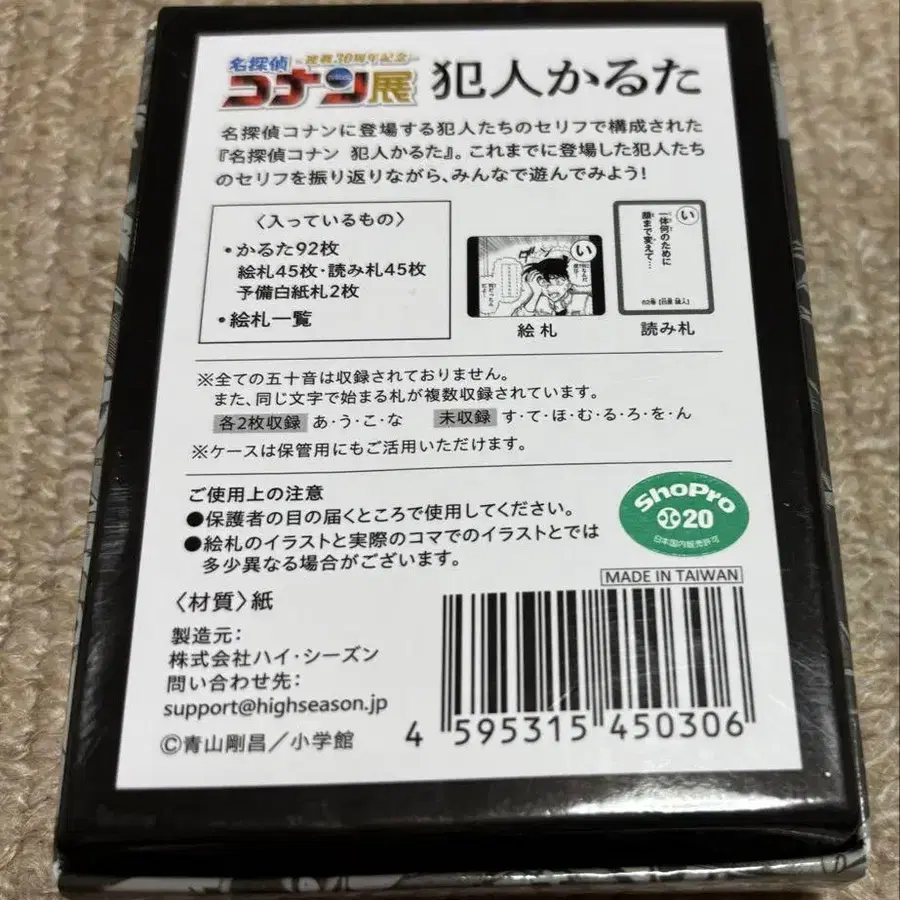 連載30周年記念
名探偵
コナン展 犯人かるた
名探偵コナンに登場する犯人たちのセリフで構成された
『名探偵コナン 犯人かるた』。これまでに登場した犯人たち
のセリフを振り返りながら、みんなで遊んでみよう!
〈入っているもの〉
・かるた92枚
絵札45枚・読み札45枚
予備白紙札2枚
・絵札一覧
い
絵札
い
一体何のために
顔まで変えて…
読み札
※全ての五十音は収録されておりません。
また、同じ文字で始まる札が複数収録されています。
各2枚収録 あ・う・こ・な 未収録 す・て・ほ・む・る・ろ・を・ん
※ケースは保管用にもご活用いただけます。
ご使用上の注意
●保護者の目の届くところで使用してください。
●絵札のイラストと実際のコマでのイラストとでは
多少異なる場合がございます。
ShoPro
20
日本国内販売許可
MADE IN TAIWAN
〈材質〉紙
製造元:
株式会社ハイ・シーズン
問い合わせ先:
support@highseason.jp
©青山剛昌/小学館
4 595315 450306